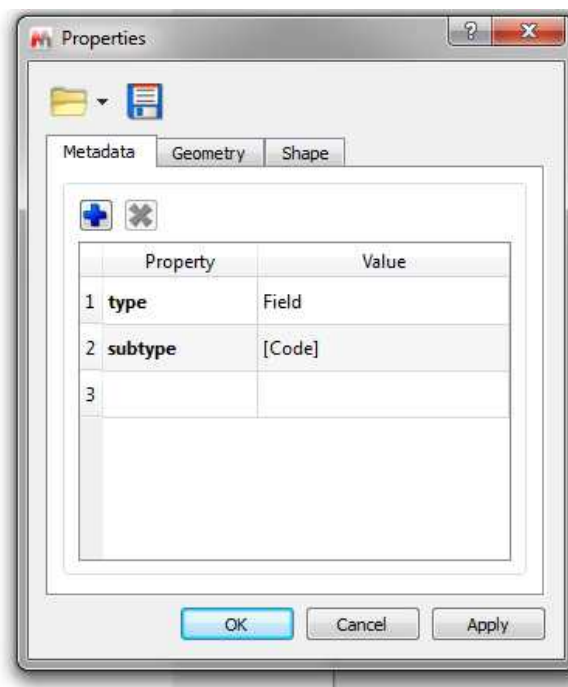 Properties
?
Metadata Geometry Shape
Property Value
1 type Field
2 subtype [Code]
3
OK Cancel Apply